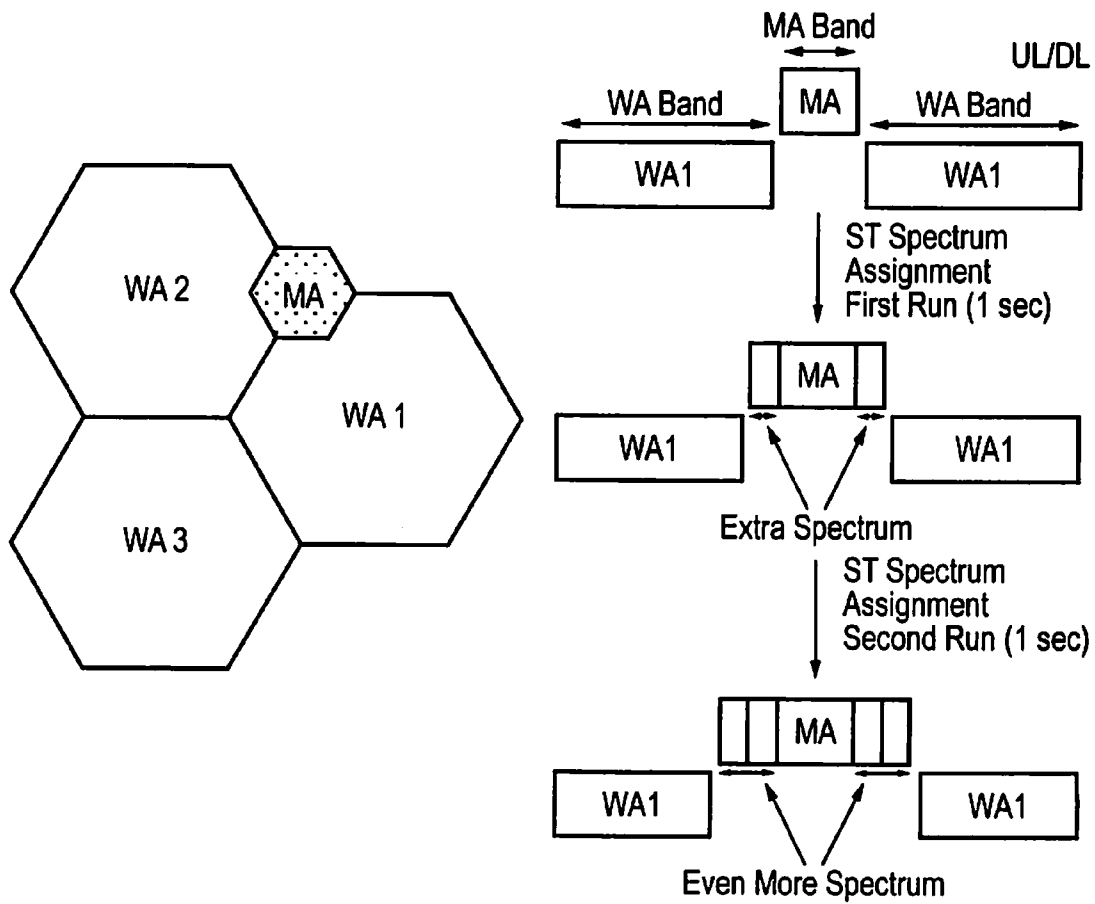 MA Band
UL/DL
WA Band
MA
WA Band
WA1
WA1
ST Spectrum
Assignment
First Run (1 sec)
WA 2
MA
WA 1
WA 3
MA
WA1
WA1
Extra Spectrum
ST Spectrum
Assignment
Second Run (1 sec)
MA
WA1
WA1
Even More Spectrum